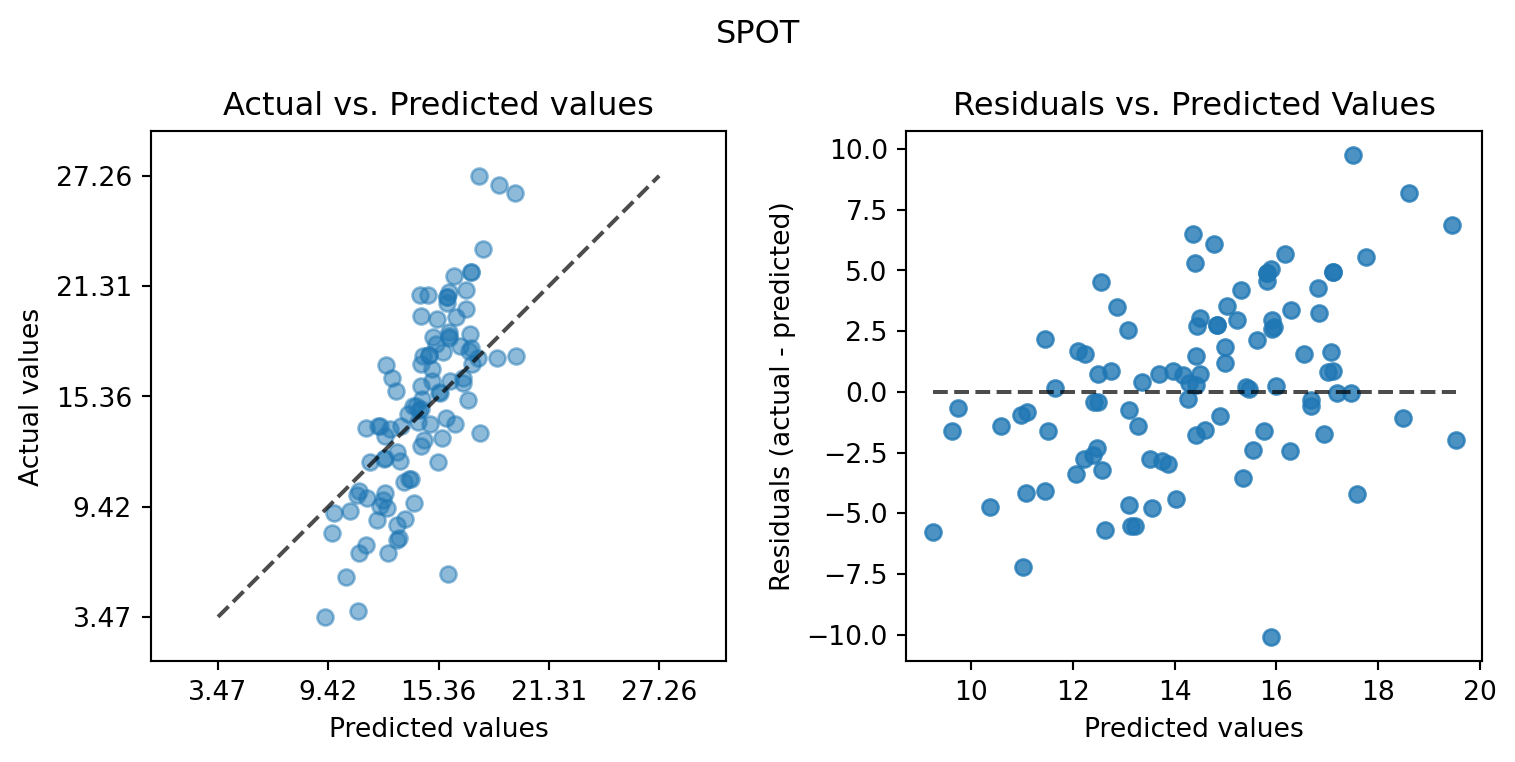 SPOT
Actual vs. Predicted values
27.26
21.31
15.36
9.42
3.47
Actual values
3.47 9.42 15.36 21.31 27.26
Predicted values
Residuals vs. Predicted Values
10.0
7.5
5.0
2.5
0.0
−2.5
−5.0
−7.5
−10.0
Residuals (actual - predicted)
10 12 14 16 18 20
Predicted values